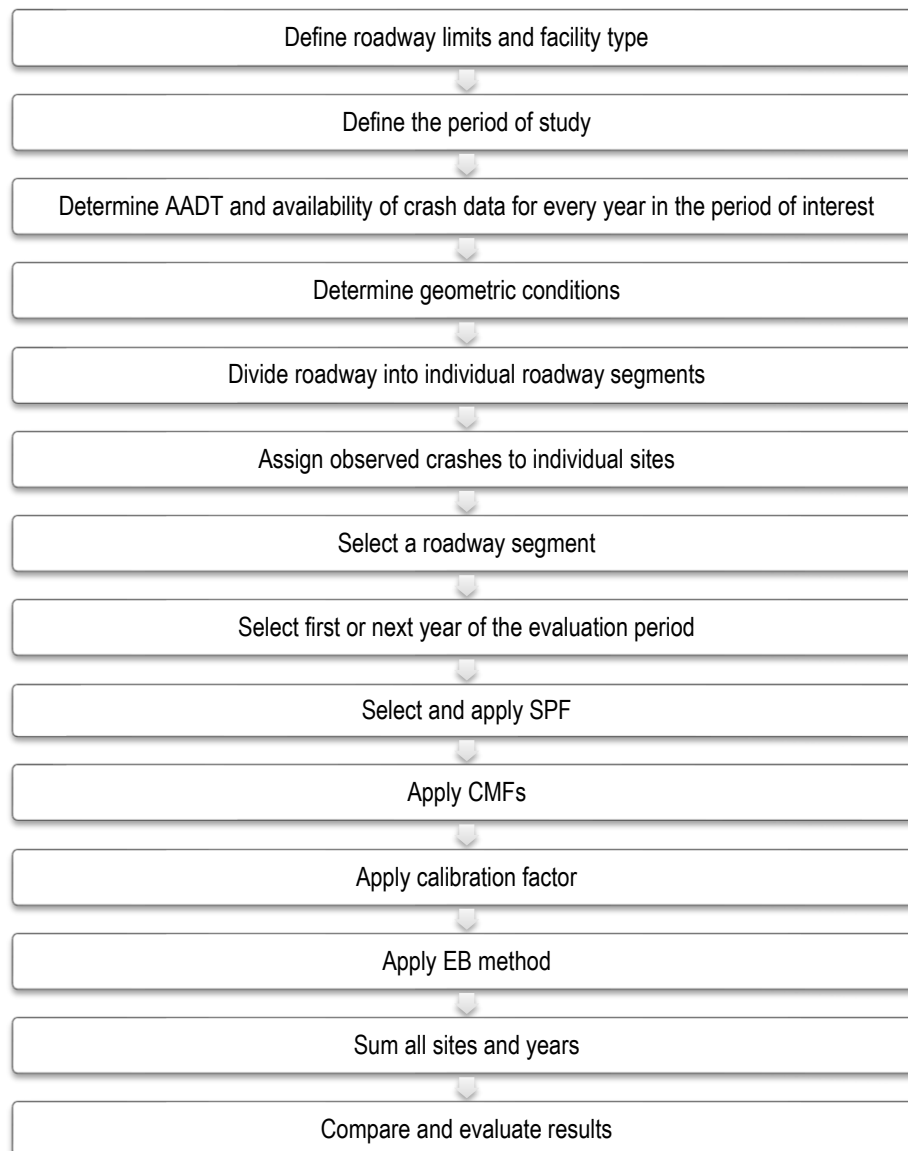 Define roadway limits and facility type
Define the period of study
Determine AADT and availability of crash data for every year in the period of interest
Determine geometric conditions
Divide roadway into individual roadway segments
Assign observed crashes to individual sites
Select a roadway segment
Select first or next year of the evaluation period
Select and apply SPF
Apply CMFs
Apply calibration factor
Apply EB method
Sum all sites and years
Compare and evaluate results